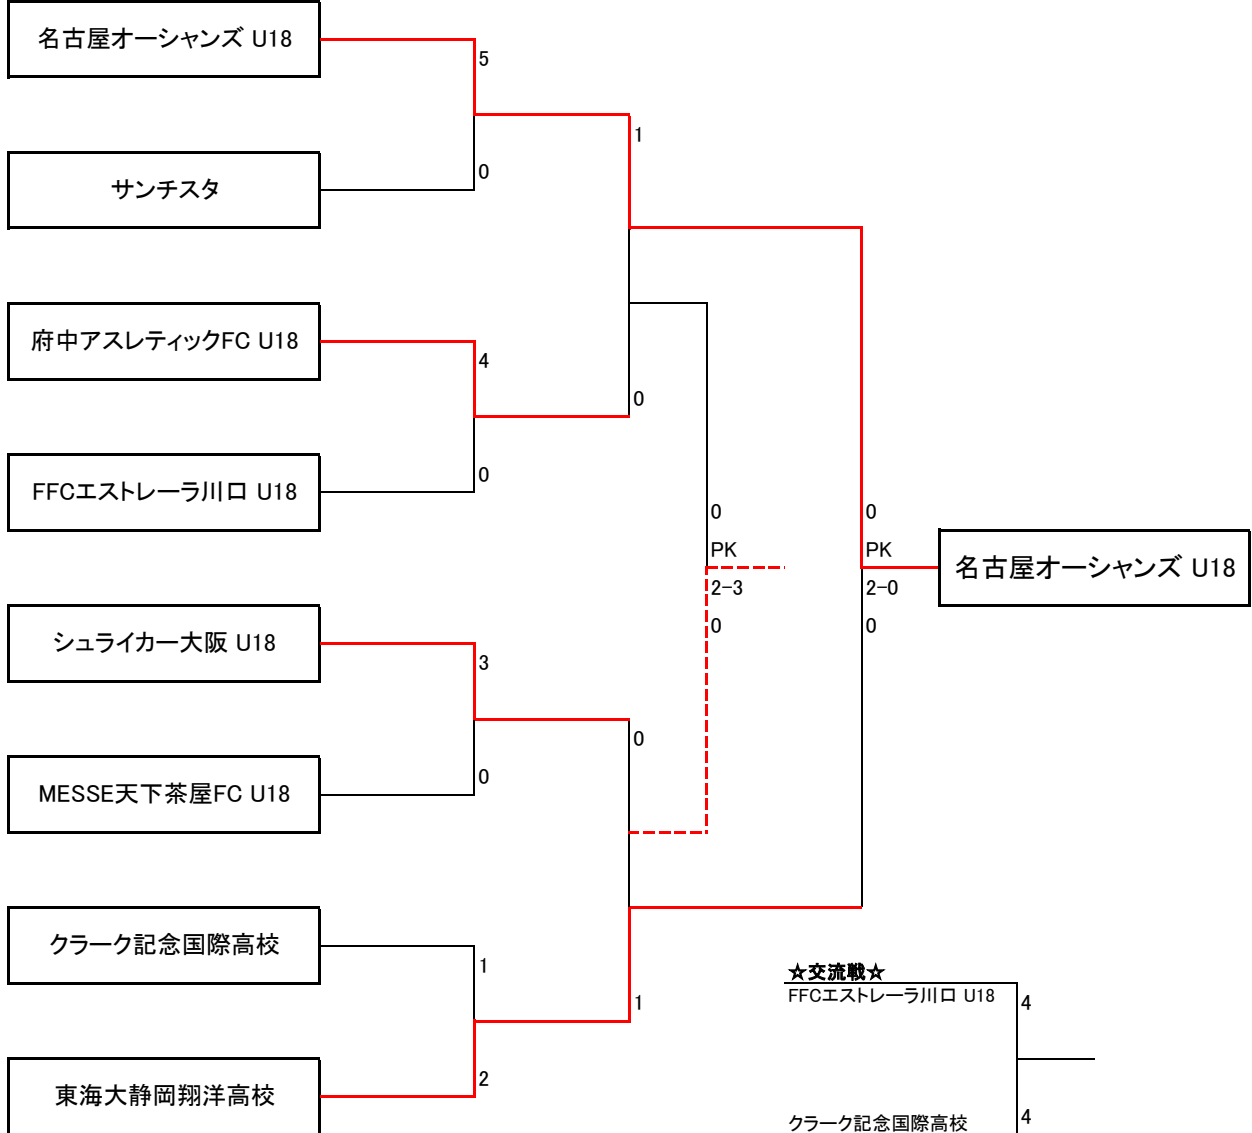 名古屋オーシャンズ U18
5
1
0
サンチスタ
府中アスレティックFC U18
4
0
0
FFCエストレーラ川口 U18
0
PK
2-3
0
0
PK
2-0
0
名古屋オーシャンズ U18
シュライカー大阪 U18
3
0
0
MESSE天下茶屋FC U18
クラーク記念国際高校
1
1
2
東海大静岡翔洋高校
☆交流戦☆
FFCエストレーラ川口 U18
4
クラーク記念国際高校
4